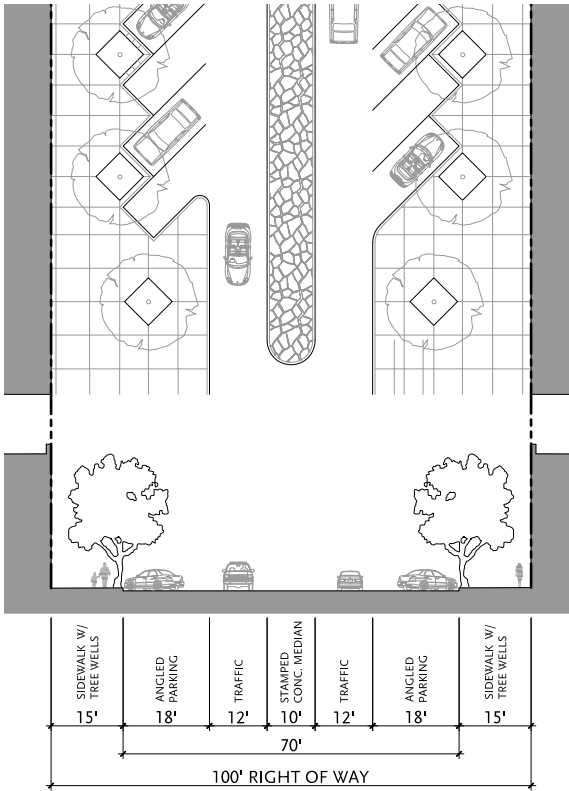 SIDEWALK W/
TREE WELLS
ANGLED
PARKING
TRAFFIC
STAMPED
CONC. MEDIAN
TRAFFIC
ANGLED
PARKING
SIDEWALK W/
TREE WELLS
15' 18' 12' 10' 12' 18' 15'
70'
100' RIGHT OF WAY